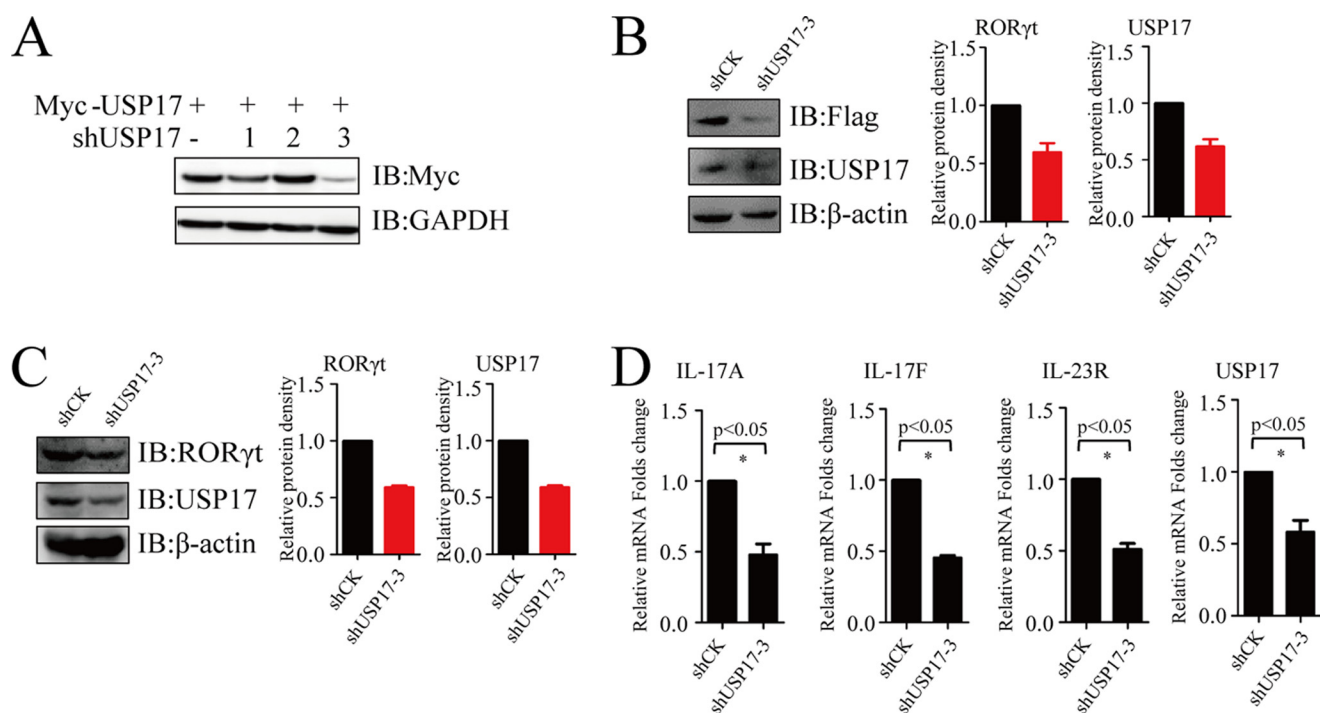 A
Myc-USP17 + + + +
shUSP17 - 1 2 3
IB:Myc
IB:GAPDH
B
shCK
shUSP17-3
IB:Flag
IB:USP17
IB:β-actin
RORγt
Relative protein density
1.5
1.0
0.5
0.0
shCK
shUSP17-3
USP17
Relative protein density
1.5
1.0
0.5
0.0
shCK
shUSP17-3
C
shCK
shUSP17-3
IB:RORγt
IB:USP17
IB:β-actin
RORγt
Relative protein density
1.5
1.0
0.5
0.0
shCK
shUSP17-3
USP17
Relative protein density
1.5
1.0
0.5
0.0
shCK
shUSP17-3
D
IL-17A
Relative mRNA Folds change
1.5
1.0
0.5
0.0
p<0.05
*
shCK
shUSP17-3
IL-17F
Relative mRNA Folds change
1.5
1.0
0.5
0.0
p<0.05
*
shCK
shUSP17-3
IL-23R
Relative mRNA Folds change
1.5
1.0
0.5
0.0
p<0.05
*
shCK
shUSP17-3
USP17
Relative mRNA Folds change
1.5
1.0
0.5
0.0
p<0.05
*
shCK
shUSP17-3